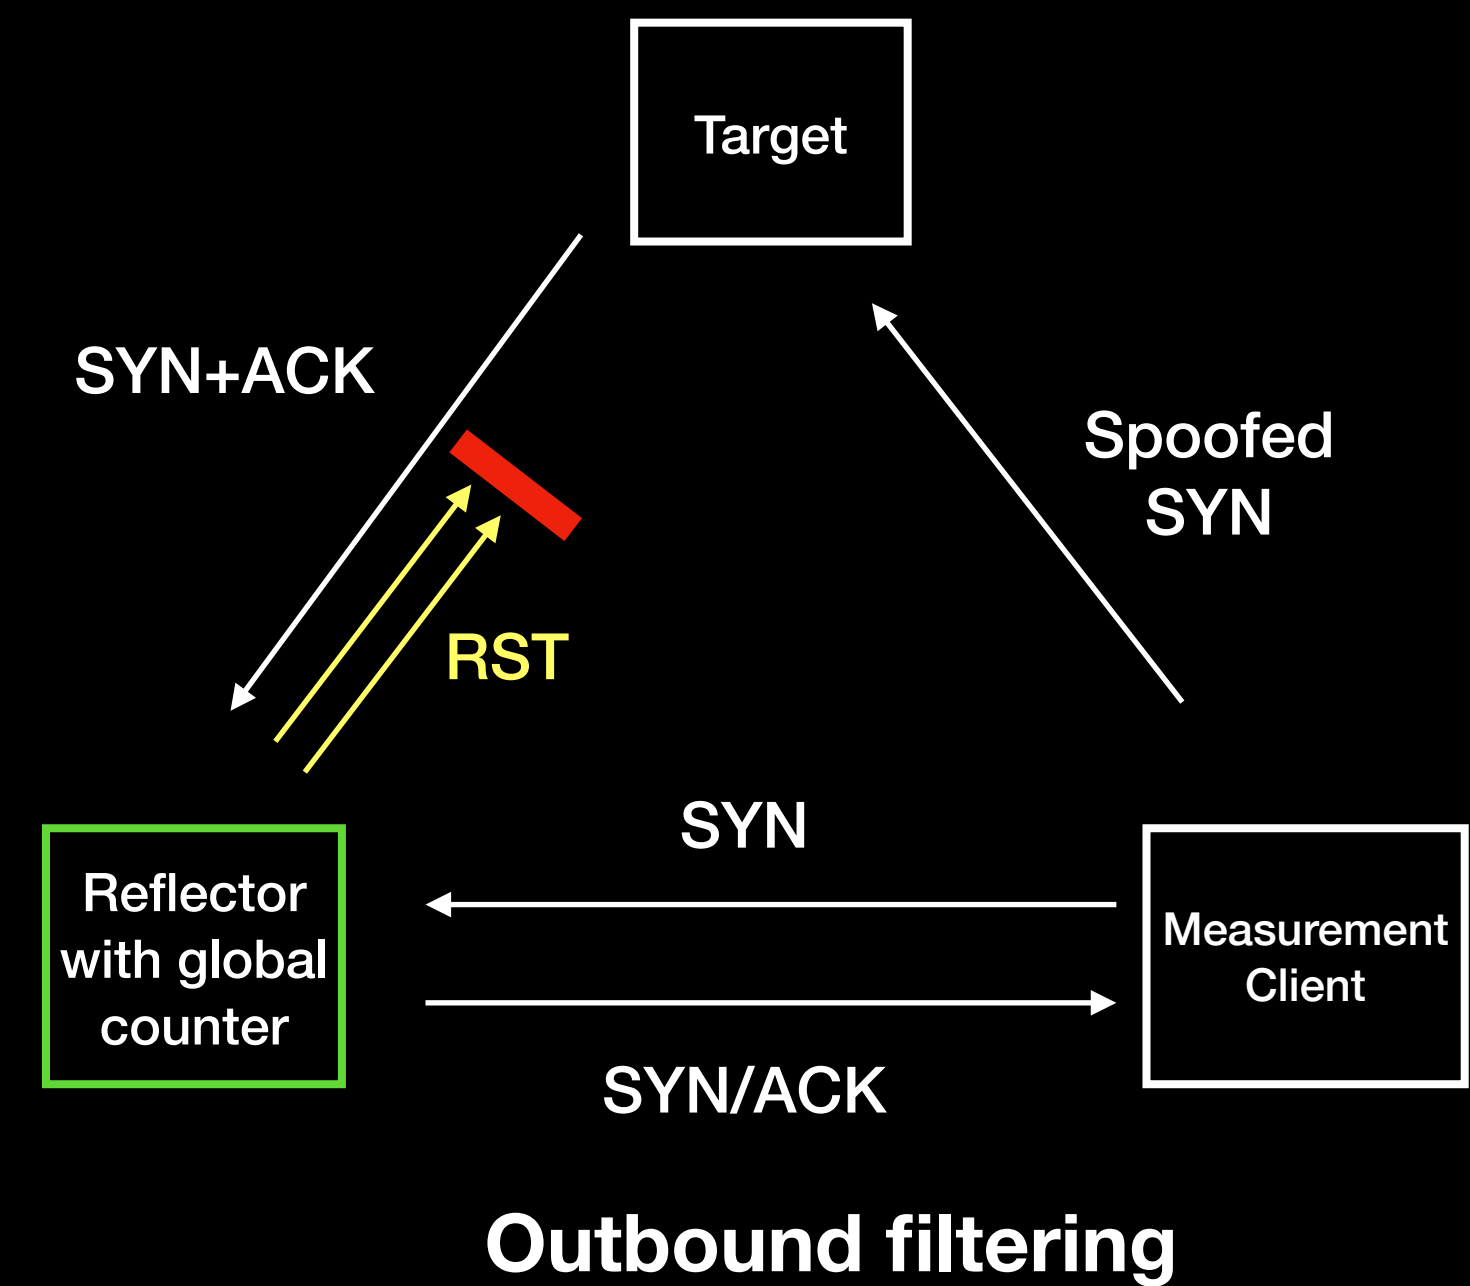 Target
SYN+ACK
Spoofed
SYN
RST
SYN
Reflector
with global
counter
Measurement
Client
SYN/ACK
Outbound filtering